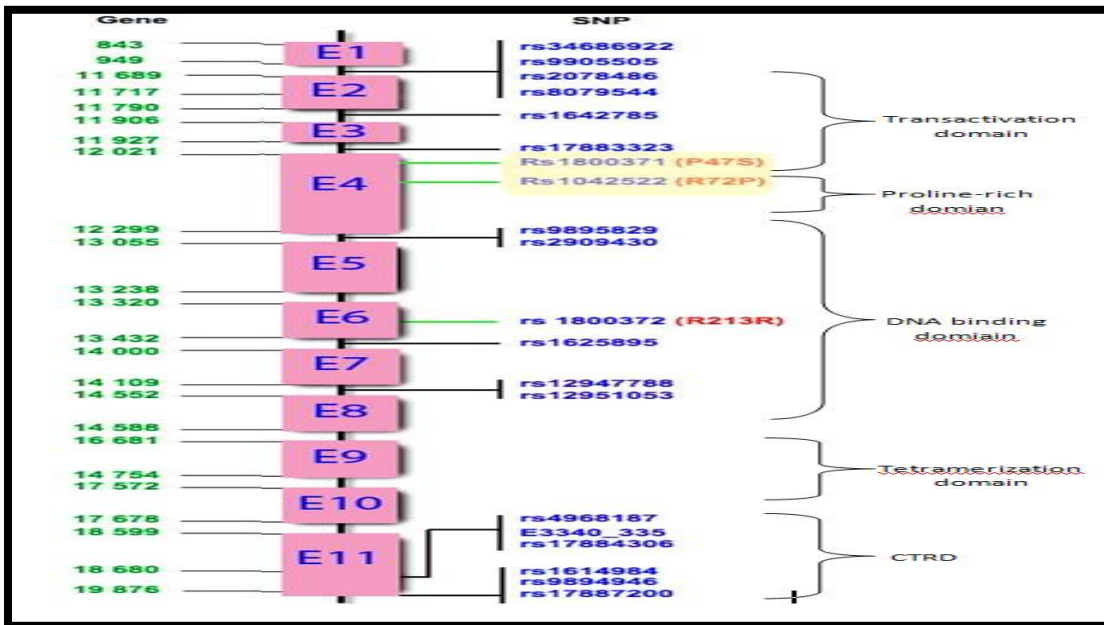 Gene
SNP
843
949
11 689
11 717
11 790
11 906
11 927
12 021
12 299
13 055
13 238
13 320
13 432
14 000
14 109
14 552
14 588
16 681
14 754
17 572
17 678
18 599
18 680
19 876
E1
E2
E3
E4
E5
E6
E7
E8
E9
E10
E11
rs34686922
rs9905505
rs2078486
rs8079544
rs1642785
rs17883323
Rs1800371 (P47S)
Rs1042522 (R72P)
rs9895829
rs2909430
rs 1800372 (R213R)
rs1625895
rs12947788
rs12951053
rs4968187
E3340_335
rs17884306
rs1614984
rs9894946
rs17887200
Transactivation
domain
Proline-rich
domian
DNA binding
domiain
Tetramerization
domain
CTRD